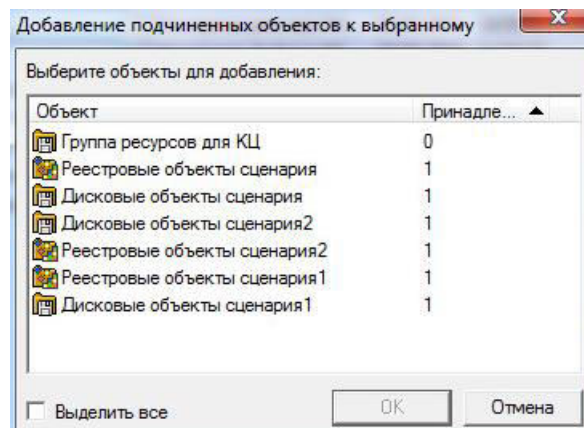 Добавление подчиненных объектов к выбранному
Выберите объекты для добавления:
Объект Принадле...
Группа ресурсов для КЦ 0
Реестровые объекты сценария 1
Дисковые объекты сценария 1
Дисковые объекты сценария2 1
Реестровые объекты сценария2 1
Реестровые объекты сценария1 1
Дисковые объекты сценария1 1
Выделить все OK Отмена